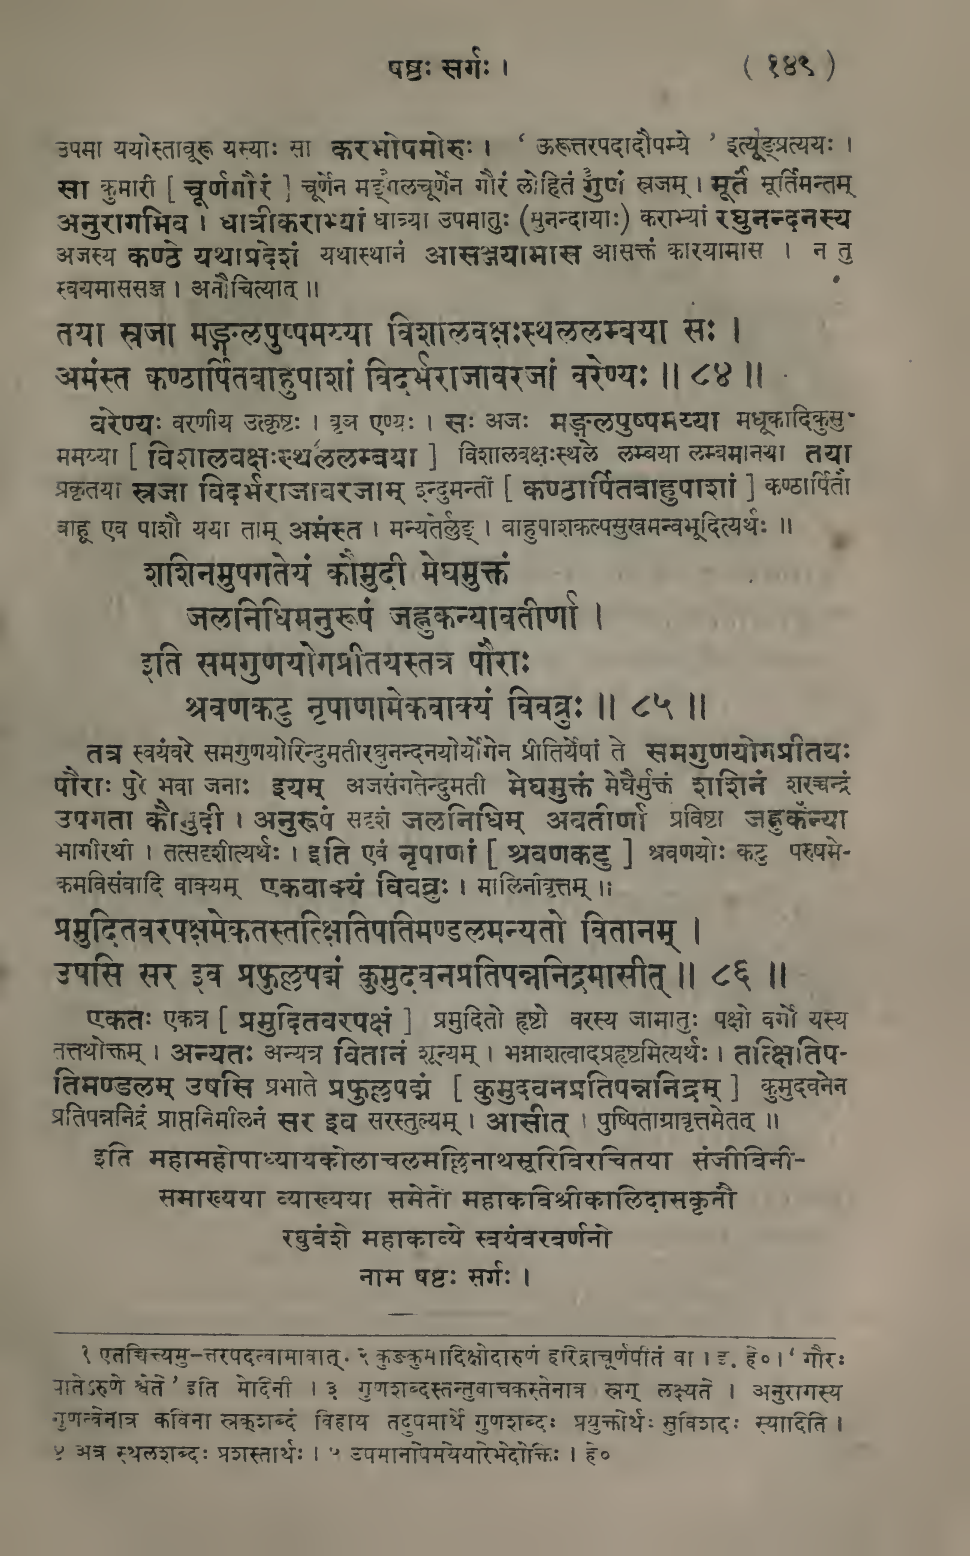 षष्ठः सर्गः । ( १४९ )
उपमा ययोस्तावूरू यस्याः सा करभोपमोरुः । ‘ ऊरूत्तरपदादौपम्ये ’ इत्यूङ्प्रत्ययः ।
सा कुमारी [ चूर्णगौरं ] चूर्णेन मङ्गलचूर्णेन गौरं लोहितं गुणं स्रजम् । मूर्तं मूर्तिमन्तम्
अनुरागमिव । धात्रीकराभ्यां धात्र्या उपमातुः (सुनन्दायाः) कराभ्यां रघुनन्दनस्य
अजस्य कण्ठे यथाप्रदेशं यथास्थानं आसञ्जयामास आसक्तं कारयामास । न तु
स्वयमाससञ्ज । अनौचित्यात् ॥
तया स्रजा मङ्गलपुष्पमय्या विशालवक्षःस्थललम्बया सः ।
अमंस्त कण्ठार्पितबाहुपाशां विदर्भराजावरजां वरेण्यः ॥ ८४ ॥
वरेण्यः वरणीय उत्कृष्टः । वृञ एण्यः । सः अजः मङ्गलपुष्पमय्या मधूकादिकुसु-
ममय्या [ विशालवक्षःस्थललम्बया ] विशालवक्षःस्थले लम्बया लम्बमानया तया
प्रकृतया स्रजा विदर्भराजावरजाम् इन्दुमन्तीं [ कण्ठार्पितबाहुपाशां ] कण्ठार्पितौ
बाहू एव पाशौ यया ताम् अमंस्त । मन्यतेर्लुङ् । बाहुपाशकल्पसुखमन्वभूदित्यर्थः ॥
शशिनमुपगतेयं कौमुदी मेघमुक्तं
जलनिधिमनुरूपं जह्नुकन्यावतीर्णा ।
इति समगुणयोगप्रीतयस्तत्र पौराः
श्रवणकटु नृपाणामेकवाक्यं विवव्रुः ॥ ८५ ॥
तत्र स्वयंवरे समगुणयोरिन्दुमतीरघुनन्दनयोर्योगेन प्रीतिर्येषां ते समगुणयोगप्रीतयः
पौराः पुरे भवा जनाः इयम् अजसंगतेन्दुमती मेघमुक्तं मेघैर्मुक्तं शशिनं शरच्चन्द्रं
उपगता कौमुदी । अनुरूपं सदृशं जलनिधिम् अवतीर्णा प्रविष्टा जह्नुकन्या
भागीरथी । तत्सदृशीत्यर्थः । इति एवं नृपाणां [ श्रवणकटु ] श्रवणयोः कटु परुषमे-
कमविसंवादि वाक्यम् एकवाक्यं विवव्रुः । मालिनीवृत्तम् ॥
प्रमुदितवरपक्षमेकतस्तत्क्षितिपतिमण्डलमन्यतो वितानम् ।
उषसि सर इव प्रफुल्लपद्मं कुमुदवनप्रतिपन्ननिद्रमासीत् ॥ ८६ ॥
एकतः एकत्र [ प्रमुदितवरपक्षं ] प्रमुदितो हृष्टो वरस्य जामातुः पक्षो वर्गो यस्य
तत्तथोक्तम् । अन्यतः अन्यत्र वितानं शून्यम् । भग्नाशत्वादप्रहृष्टमित्यर्थः । तत्क्षितिप-
तिमण्डलम् उषसि प्रभाते प्रफुल्लपद्मं [ कुमुदवनप्रतिपन्ननिद्रम् ] कुमुदवनेन
प्रतिपन्ननिद्रं प्राप्तनिमीलनं सर इव सरस्तुल्यम् । आसीत् । पुष्पिताग्रावृत्तमेतत् ॥
इति महामहोपाध्यायकोलाचलमल्लिनाथसूरिविरचितया संजीविनी-
समाख्यया व्याख्यया समेतो महाकविश्रीकालिदासकृतौ
रघुवंशे महाकाव्ये स्वयंवरवर्णनो
नाम षष्टः सर्गः ।
१ एतच्चिन्त्यमु-त्तरपदत्वाभावात्. २ कुङ्कुमादिक्षोदारुणं हरिद्राचूर्णपीतं वा । हे० । ‘ गौरः
पीतेऽरुणे श्वेते ’ इति मेदिनी । ३ गुणशब्दस्तन्तुवाचकस्तेनात्र स्रग् लक्ष्यते । अनुरागस्य
गुणत्वेनात्र कविना स्रक्शब्दं विहाय तदुपमार्थे गुणशब्दः प्रयुक्तोर्थः सुविशदः स्यादिति ।
४ अत्र स्थलशब्दः प्रशस्तार्थः । ५ उपमानोपमेययोरभेदोक्तिः । हे०